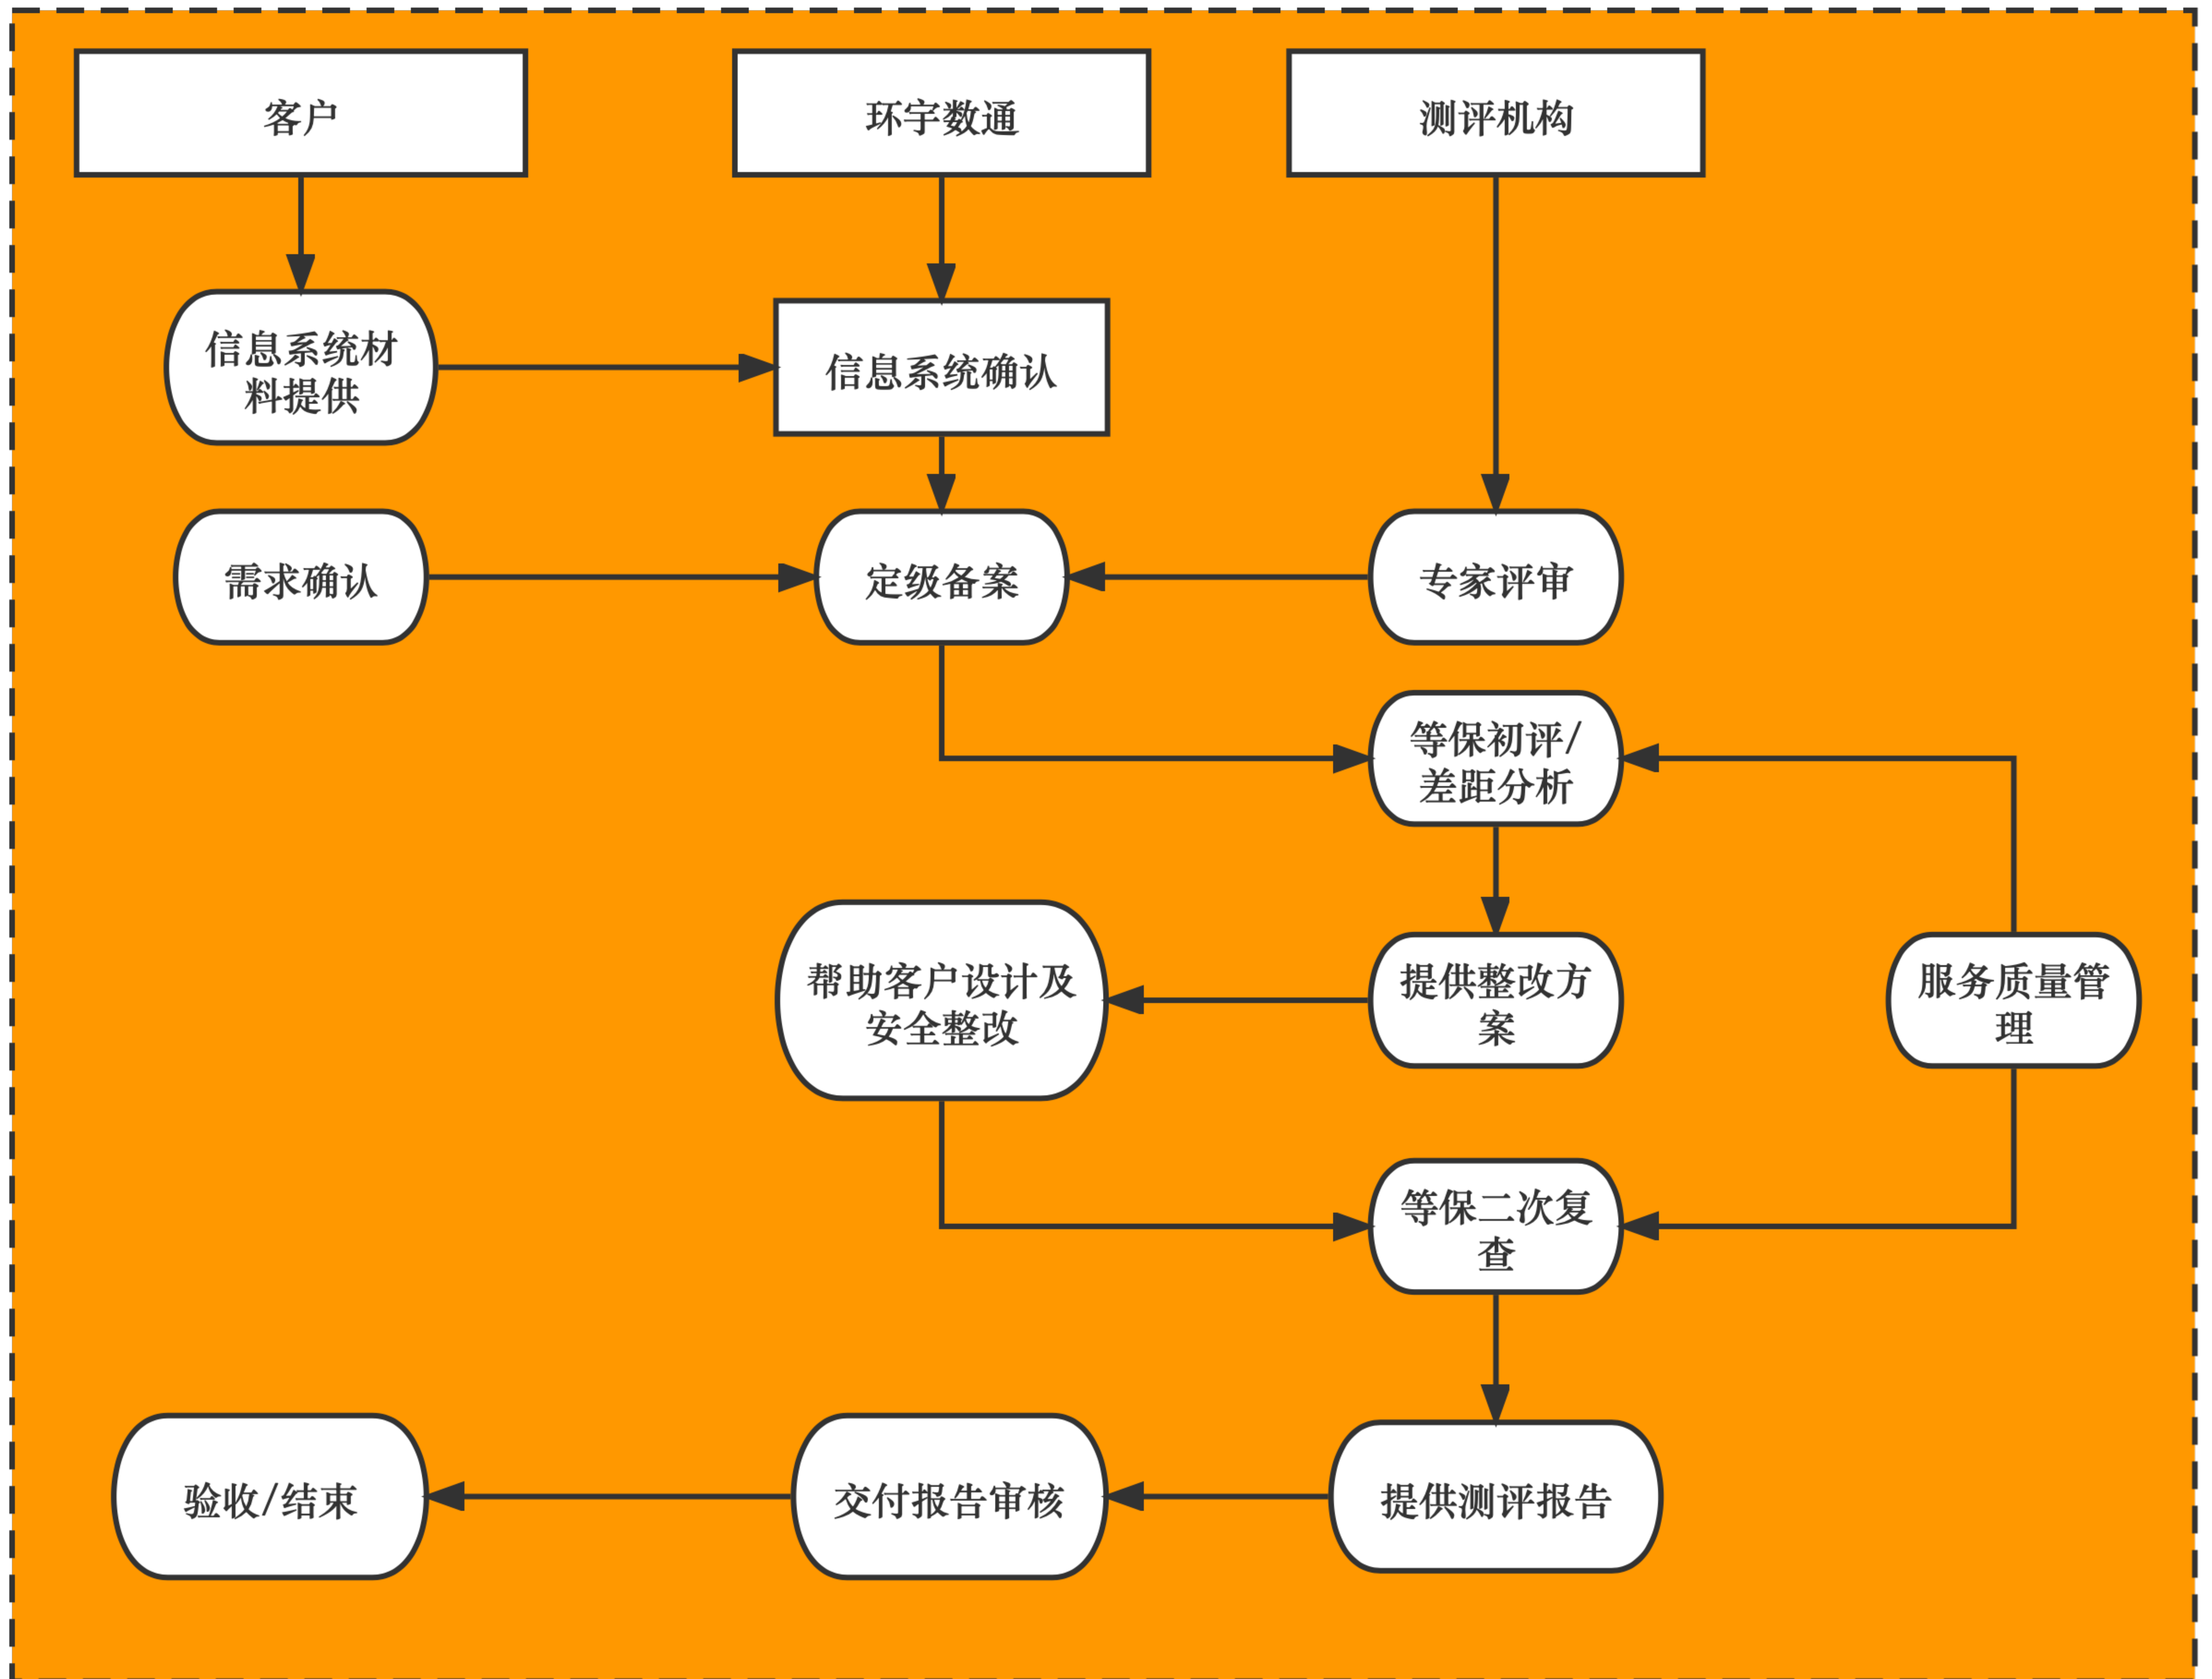 客户
环宇数通
测评机构
信息系统材
料提供
信息系统确认
需求确认
定级备案
专家评审
等保初评/
差距分析
帮助客户设计及
安全整改
提供整改方
案
服务质量管
理
等保二次复
查
验收/结束
交付报告审核
提供测评报告